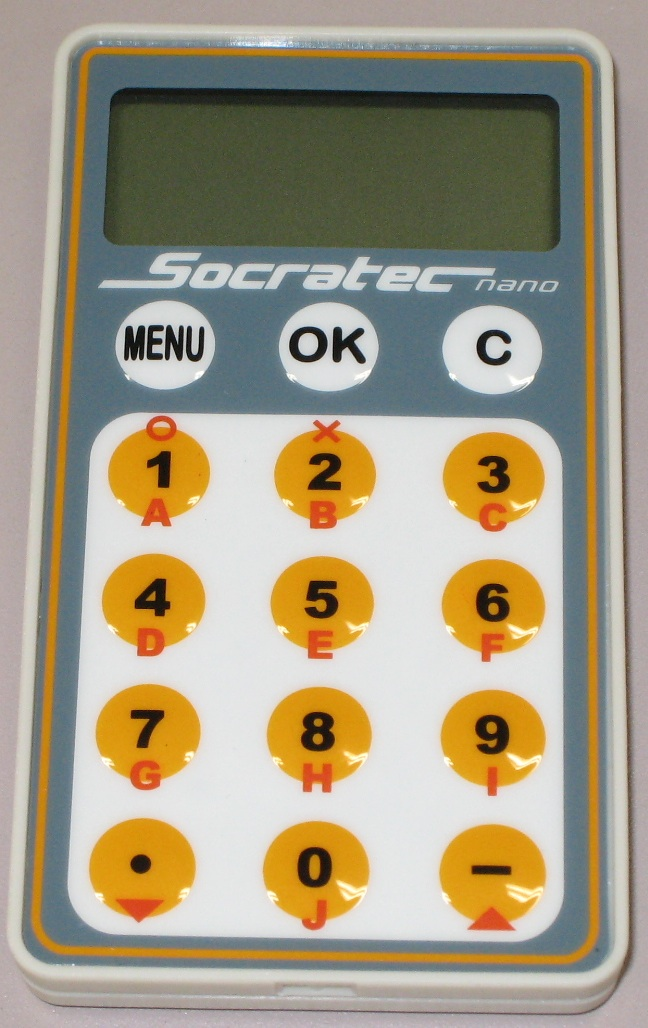 Socratec nano
MENU OK C
○ ×
1 2 3
A B C
4 5 6
D E F
7 8 9
G H I
• 0 –
▼ J ▲